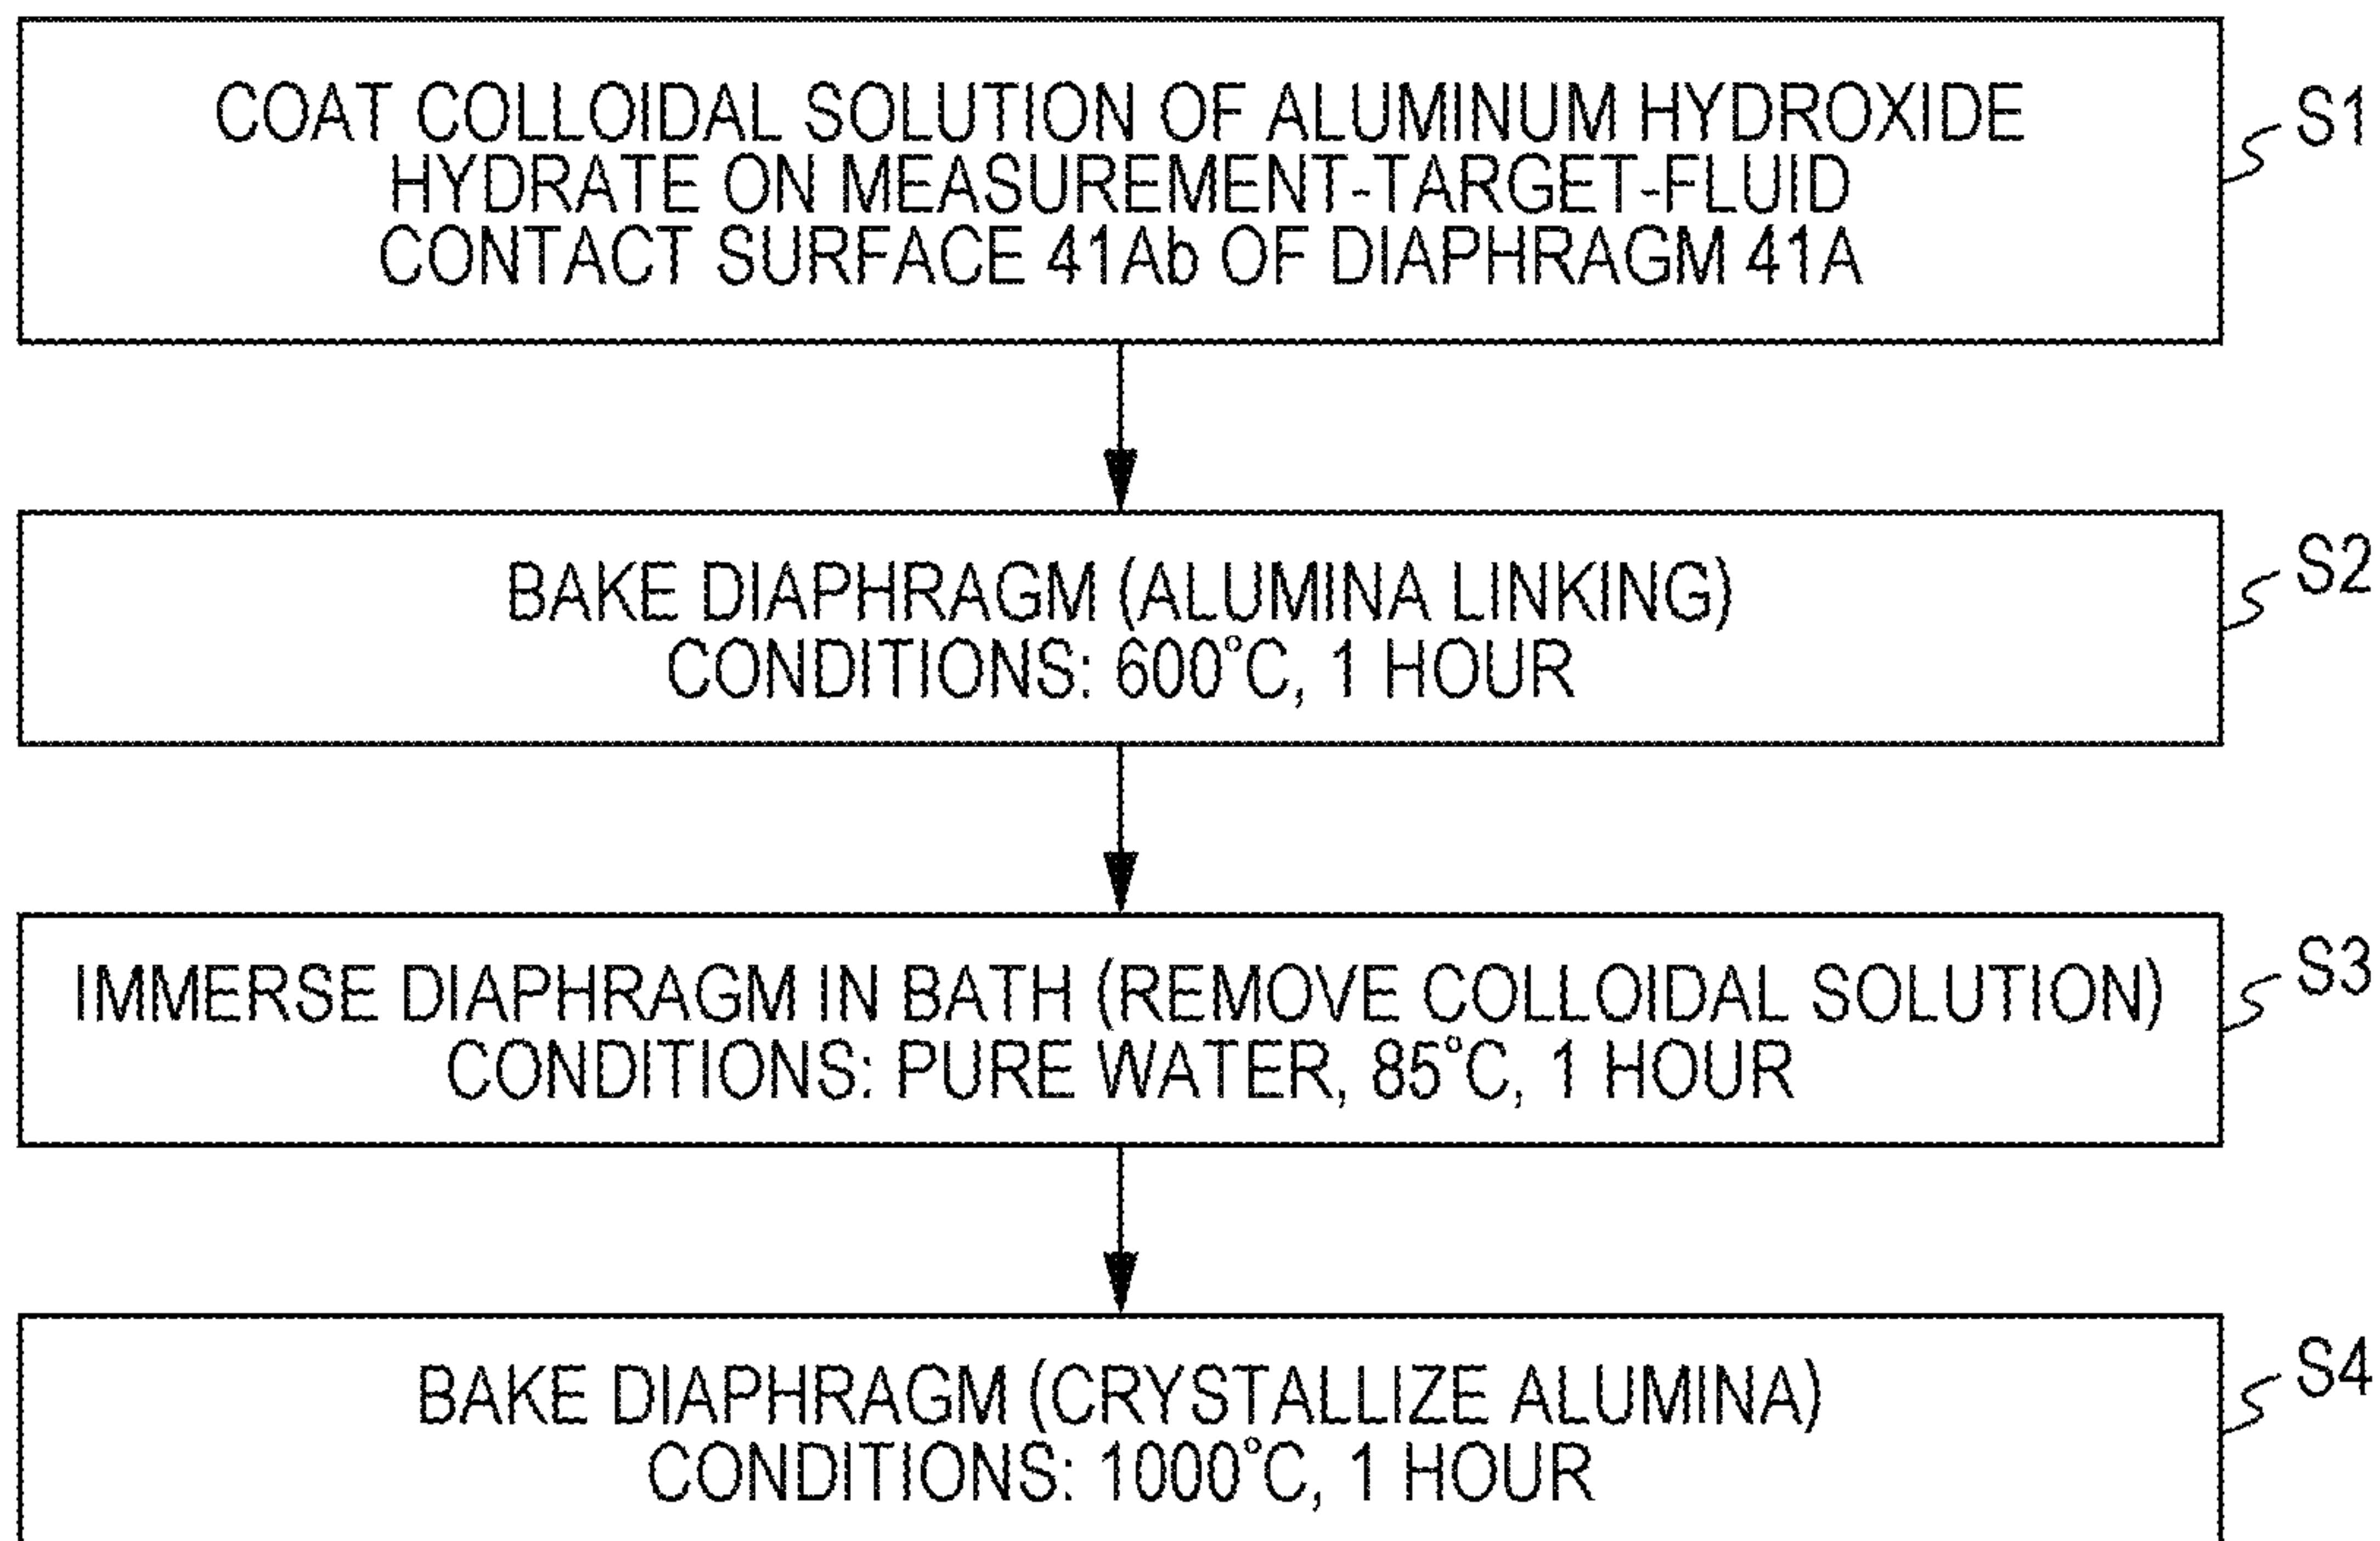 COAT COLLOIDAL SOLUTION OF ALUMINUM HYDROXIDE
HYDRATE ON MEASUREMENT-TARGET-FLUID
CONTACT SURFACE 41Ab OF DIAPHRAGM 41A
S1
BAKE DIAPHRAGM (ALUMINA LINKING)
CONDITIONS: 600°C, 1 HOUR
S2
IMMERSE DIAPHRAGM IN BATH (REMOVE COLLOIDAL SOLUTION)
CONDITIONS: PURE WATER, 85°C, 1 HOUR
S3
BAKE DIAPHRAGM (CRYSTALLIZE ALUMINA)
CONDITIONS: 1000°C, 1 HOUR
S4